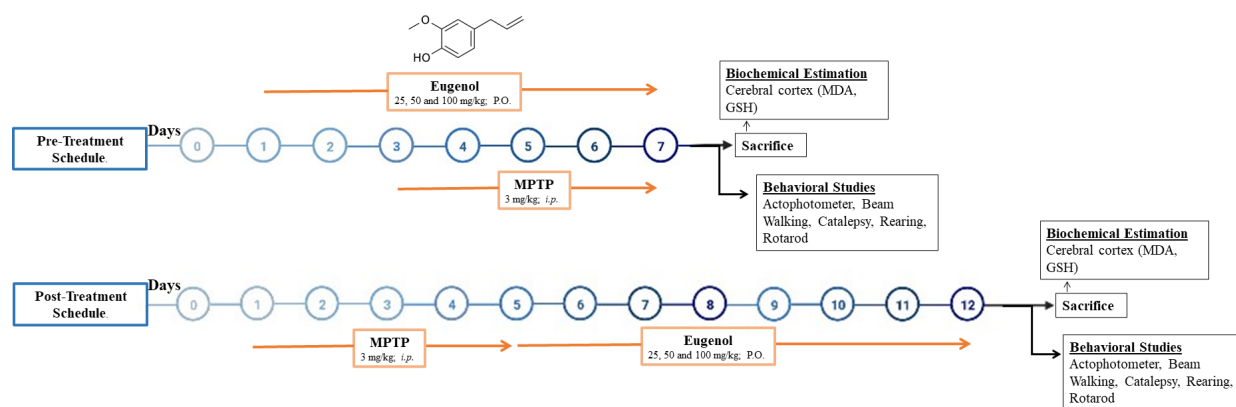 O
HO
Eugenol
25, 50 and 100 mg/kg; P.O.
Biochemical Estimation
Cerebral cortex (MDA,
GSH)
Days
Pre-Treatment
Schedule.
0 1 2 3 4 5 6 7
Sacrifice
MPTP
3 mg/kg; i.p.
Behavioral Studies
Actophotometer, Beam
Walking, Catalepsy, Rearing,
Rotarod
Biochemical Estimation
Cerebral cortex (MDA,
GSH)
Days
Post-Treatment
Schedule.
0 1 2 3 4 5 6 7 8 9 10 11 12
Sacrifice
MPTP
3 mg/kg; i.p.
Eugenol
25, 50 and 100 mg/kg; P.O.
Behavioral Studies
Actophotometer, Beam
Walking, Catalepsy, Rearing,
Rotarod